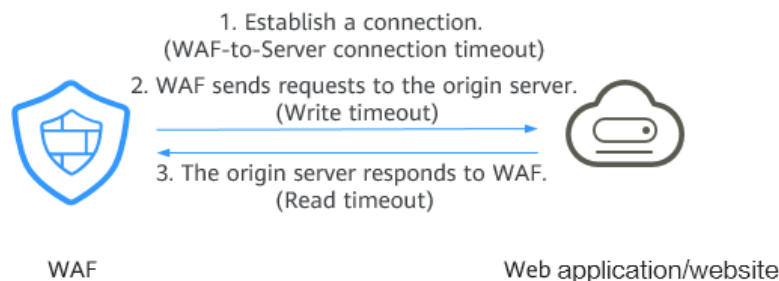 1. Establish a connection.
(WAF-to-Server connection timeout)
2. WAF sends requests to the origin server.
(Write timeout)
3. The origin server responds to WAF.
(Read timeout)
WAF
Web application/website